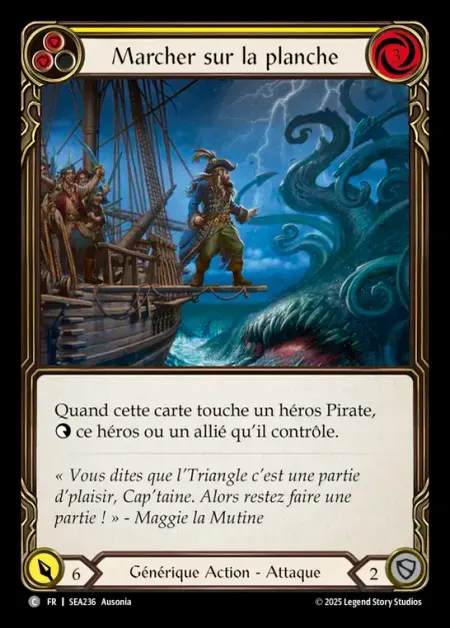 Marcher sur la planche
3
Quand cette carte touche un héros Pirate,
ce héros ou un allié qu'il contrôle.
« Vous dites que l'Triangle c'est une partie
d'plaisir, Cap'taine. Alors restez faire une
partie ! » - Maggie la Mutine
6
Générique Action - Attaque
2
C FR | SEA236 Ausonia
© 2025 Legend Story Studios